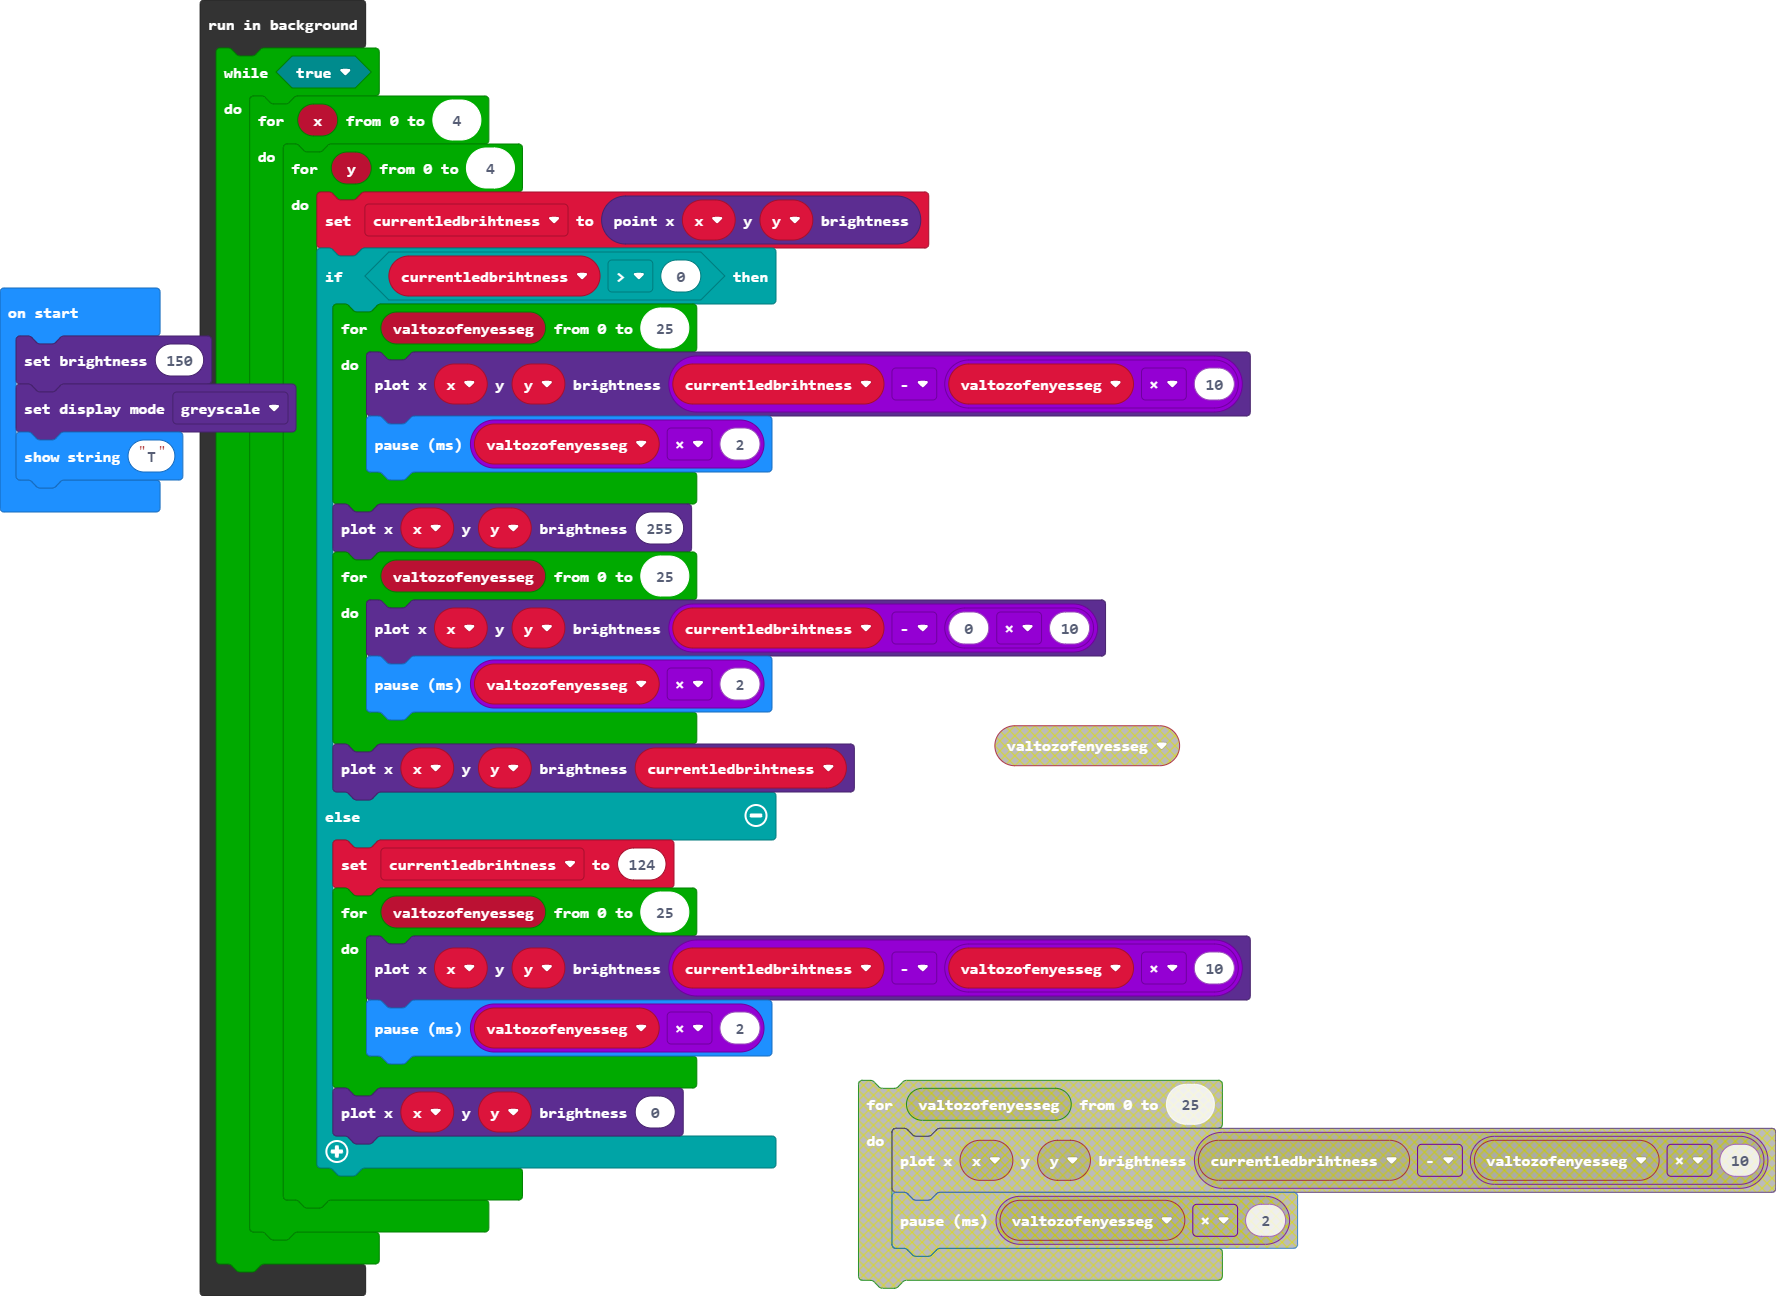 run in background
while true
do
for x from 0 to 4
do
for y from 0 to 4
do
set currentledbrihtness to point x x y y brightness
if currentledbrihtness > 0 then
for valtozofenyesseg from 0 to 25
do
plot x x y y brightness currentledbrihtness - valtozofenyesseg × 10
pause (ms) valtozofenyesseg × 2
plot x x y y brightness 255
for valtozofenyesseg from 0 to 25
do
plot x x y y brightness currentledbrihtness - 0 × 10
pause (ms) valtozofenyesseg × 2
plot x x y y brightness currentledbrihtness
else
set currentledbrihtness to 124
for valtozofenyesseg from 0 to 25
do
plot x x y y brightness currentledbrihtness - valtozofenyesseg × 10
pause (ms) valtozofenyesseg × 2
plot x x y y brightness 0
on start
set brightness 150
set display mode greyscale
show string "T"
valtozofenyesseg
for valtozofenyesseg from 0 to 25
do
plot x x y y brightness currentledbrihtness - valtozofenyesseg × 10
pause (ms) valtozofenyesseg × 2